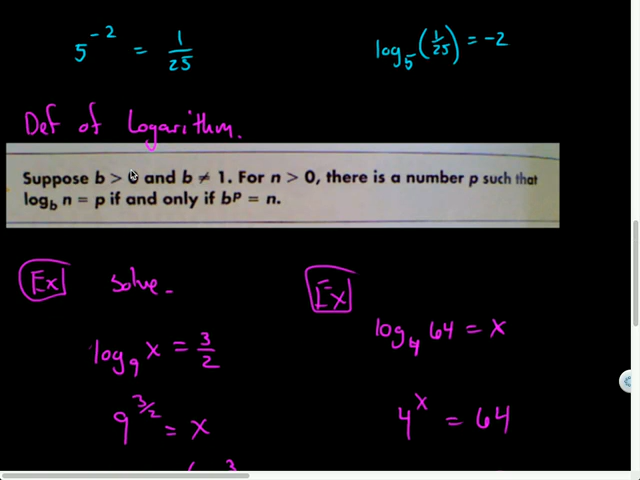 5^-2 = 1/25
log_5 (1/25) = -2
Def of Logarithm.
Suppose b > 0 and b ≠ 1. For n > 0, there is a number p such that
log_b n = p if and only if b^p = n.
Ex solve.
log_9 x = 3/2
9^3/2 = x
Ex
log_4 64 = x
4^x = 64